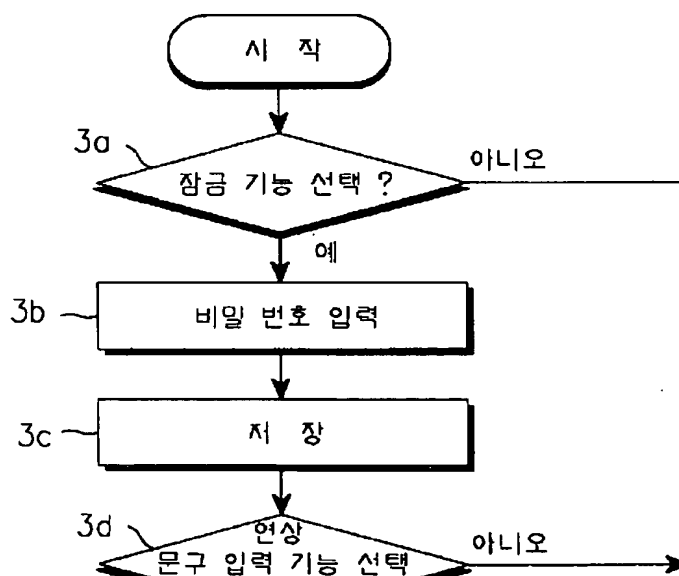 시 작
3a
잠금 기능 선택 ?
아니오
예
3b
비밀 번호 입력
3c
저 장
3d
연상
문구 입력 기능 선택
아니오